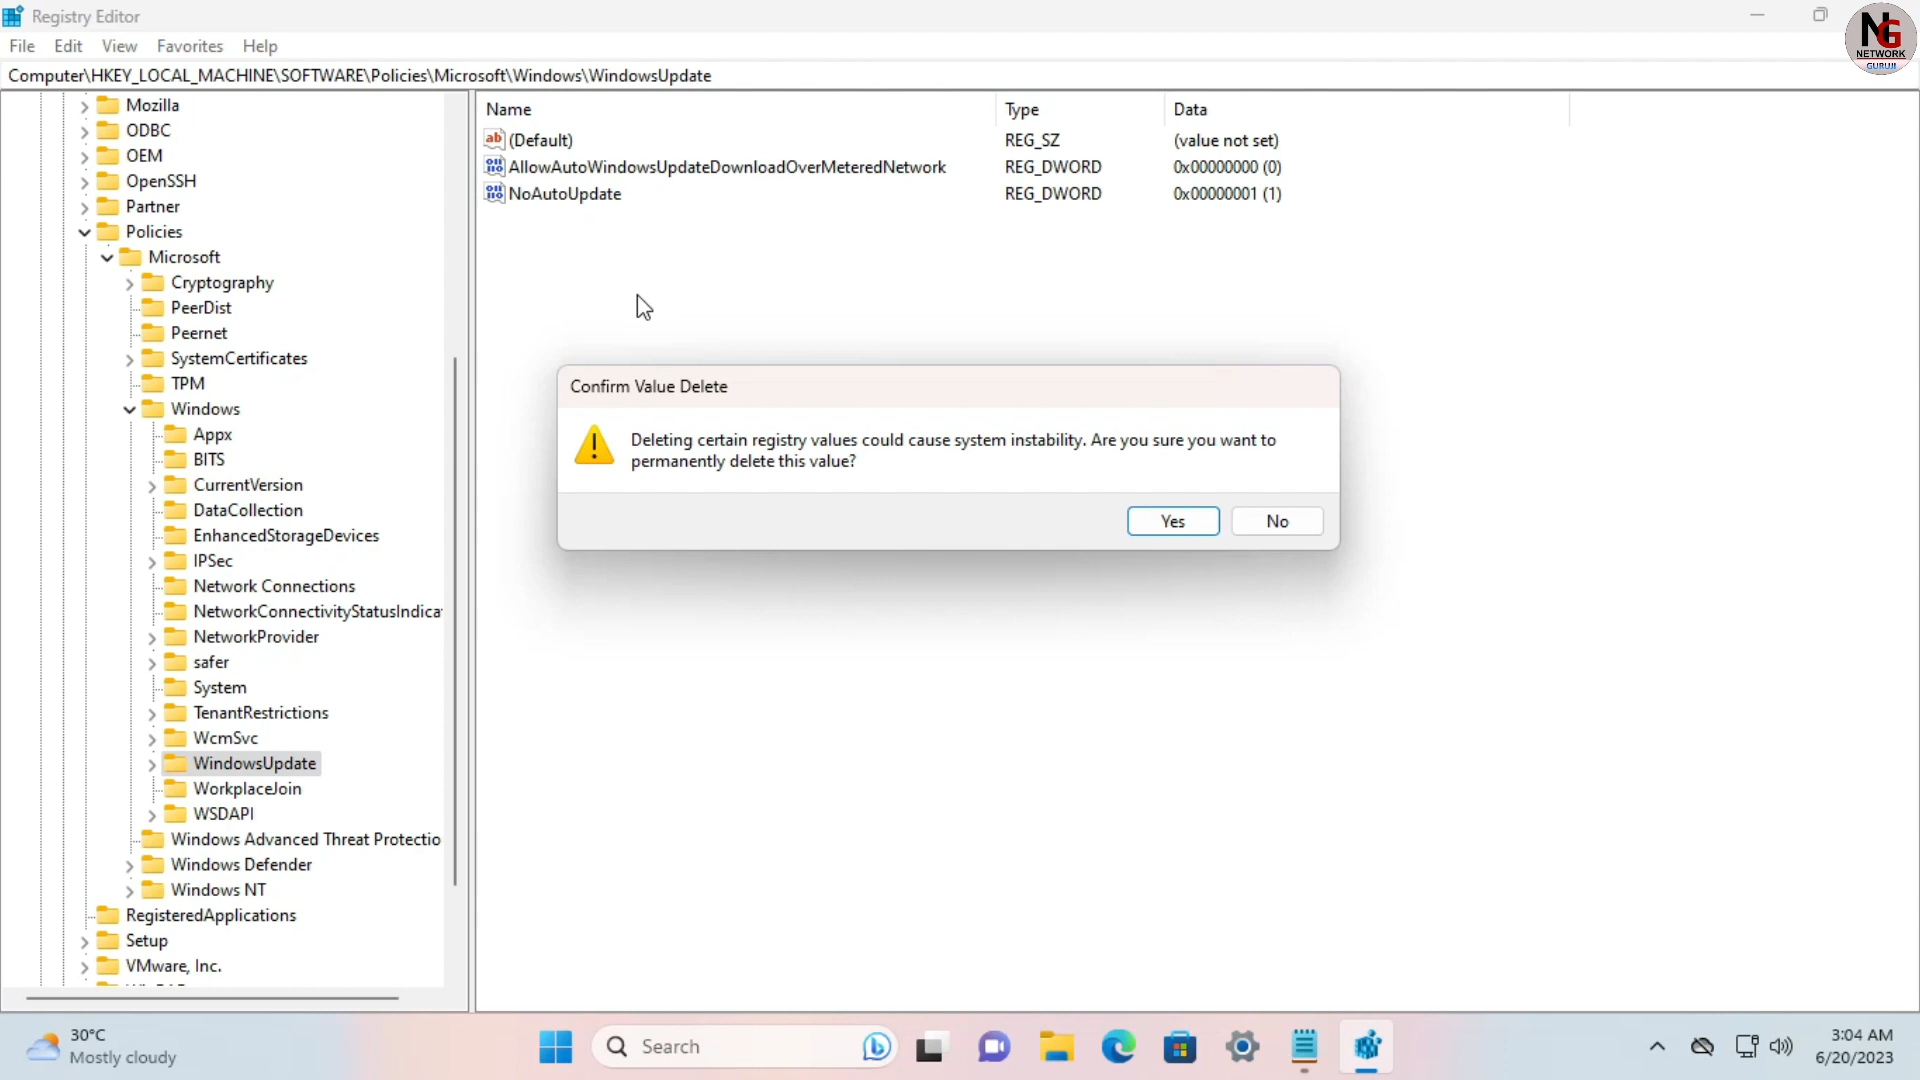 Registry Editor
File Edit View Favorites Help
Computer\HKEY_LOCAL_MACHINE\SOFTWARE\Policies\Microsoft\Windows\WindowsUpdate
NG
NETWORK
GURUJI
Mozilla
ODBC
OEM
OpenSSH
Partner
Policies
Microsoft
Cryptography
PeerDist
Peernet
SystemCertificates
TPM
Windows
Appx
BITS
CurrentVersion
DataCollection
EnhancedStorageDevices
IPSec
Network Connections
NetworkConnectivityStatusIndica
NetworkProvider
safer
System
TenantRestrictions
WcmSvc
WindowsUpdate
WorkplaceJoin
WSDAPI
Windows Advanced Threat Protectio
Windows Defender
Windows NT
RegisteredApplications
Setup
VMware, Inc.
Name Type Data
(Default) REG_SZ (value not set)
AllowAutoWindowsUpdateDownloadOverMeteredNetwork REG_DWORD 0x00000000 (0)
NoAutoUpdate REG_DWORD 0x00000001 (1)
Confirm Value Delete
Deleting certain registry values could cause system instability. Are you sure you want to
permanently delete this value?
Yes No
30°C
Mostly cloudy
Search
3:04 AM
6/20/2023